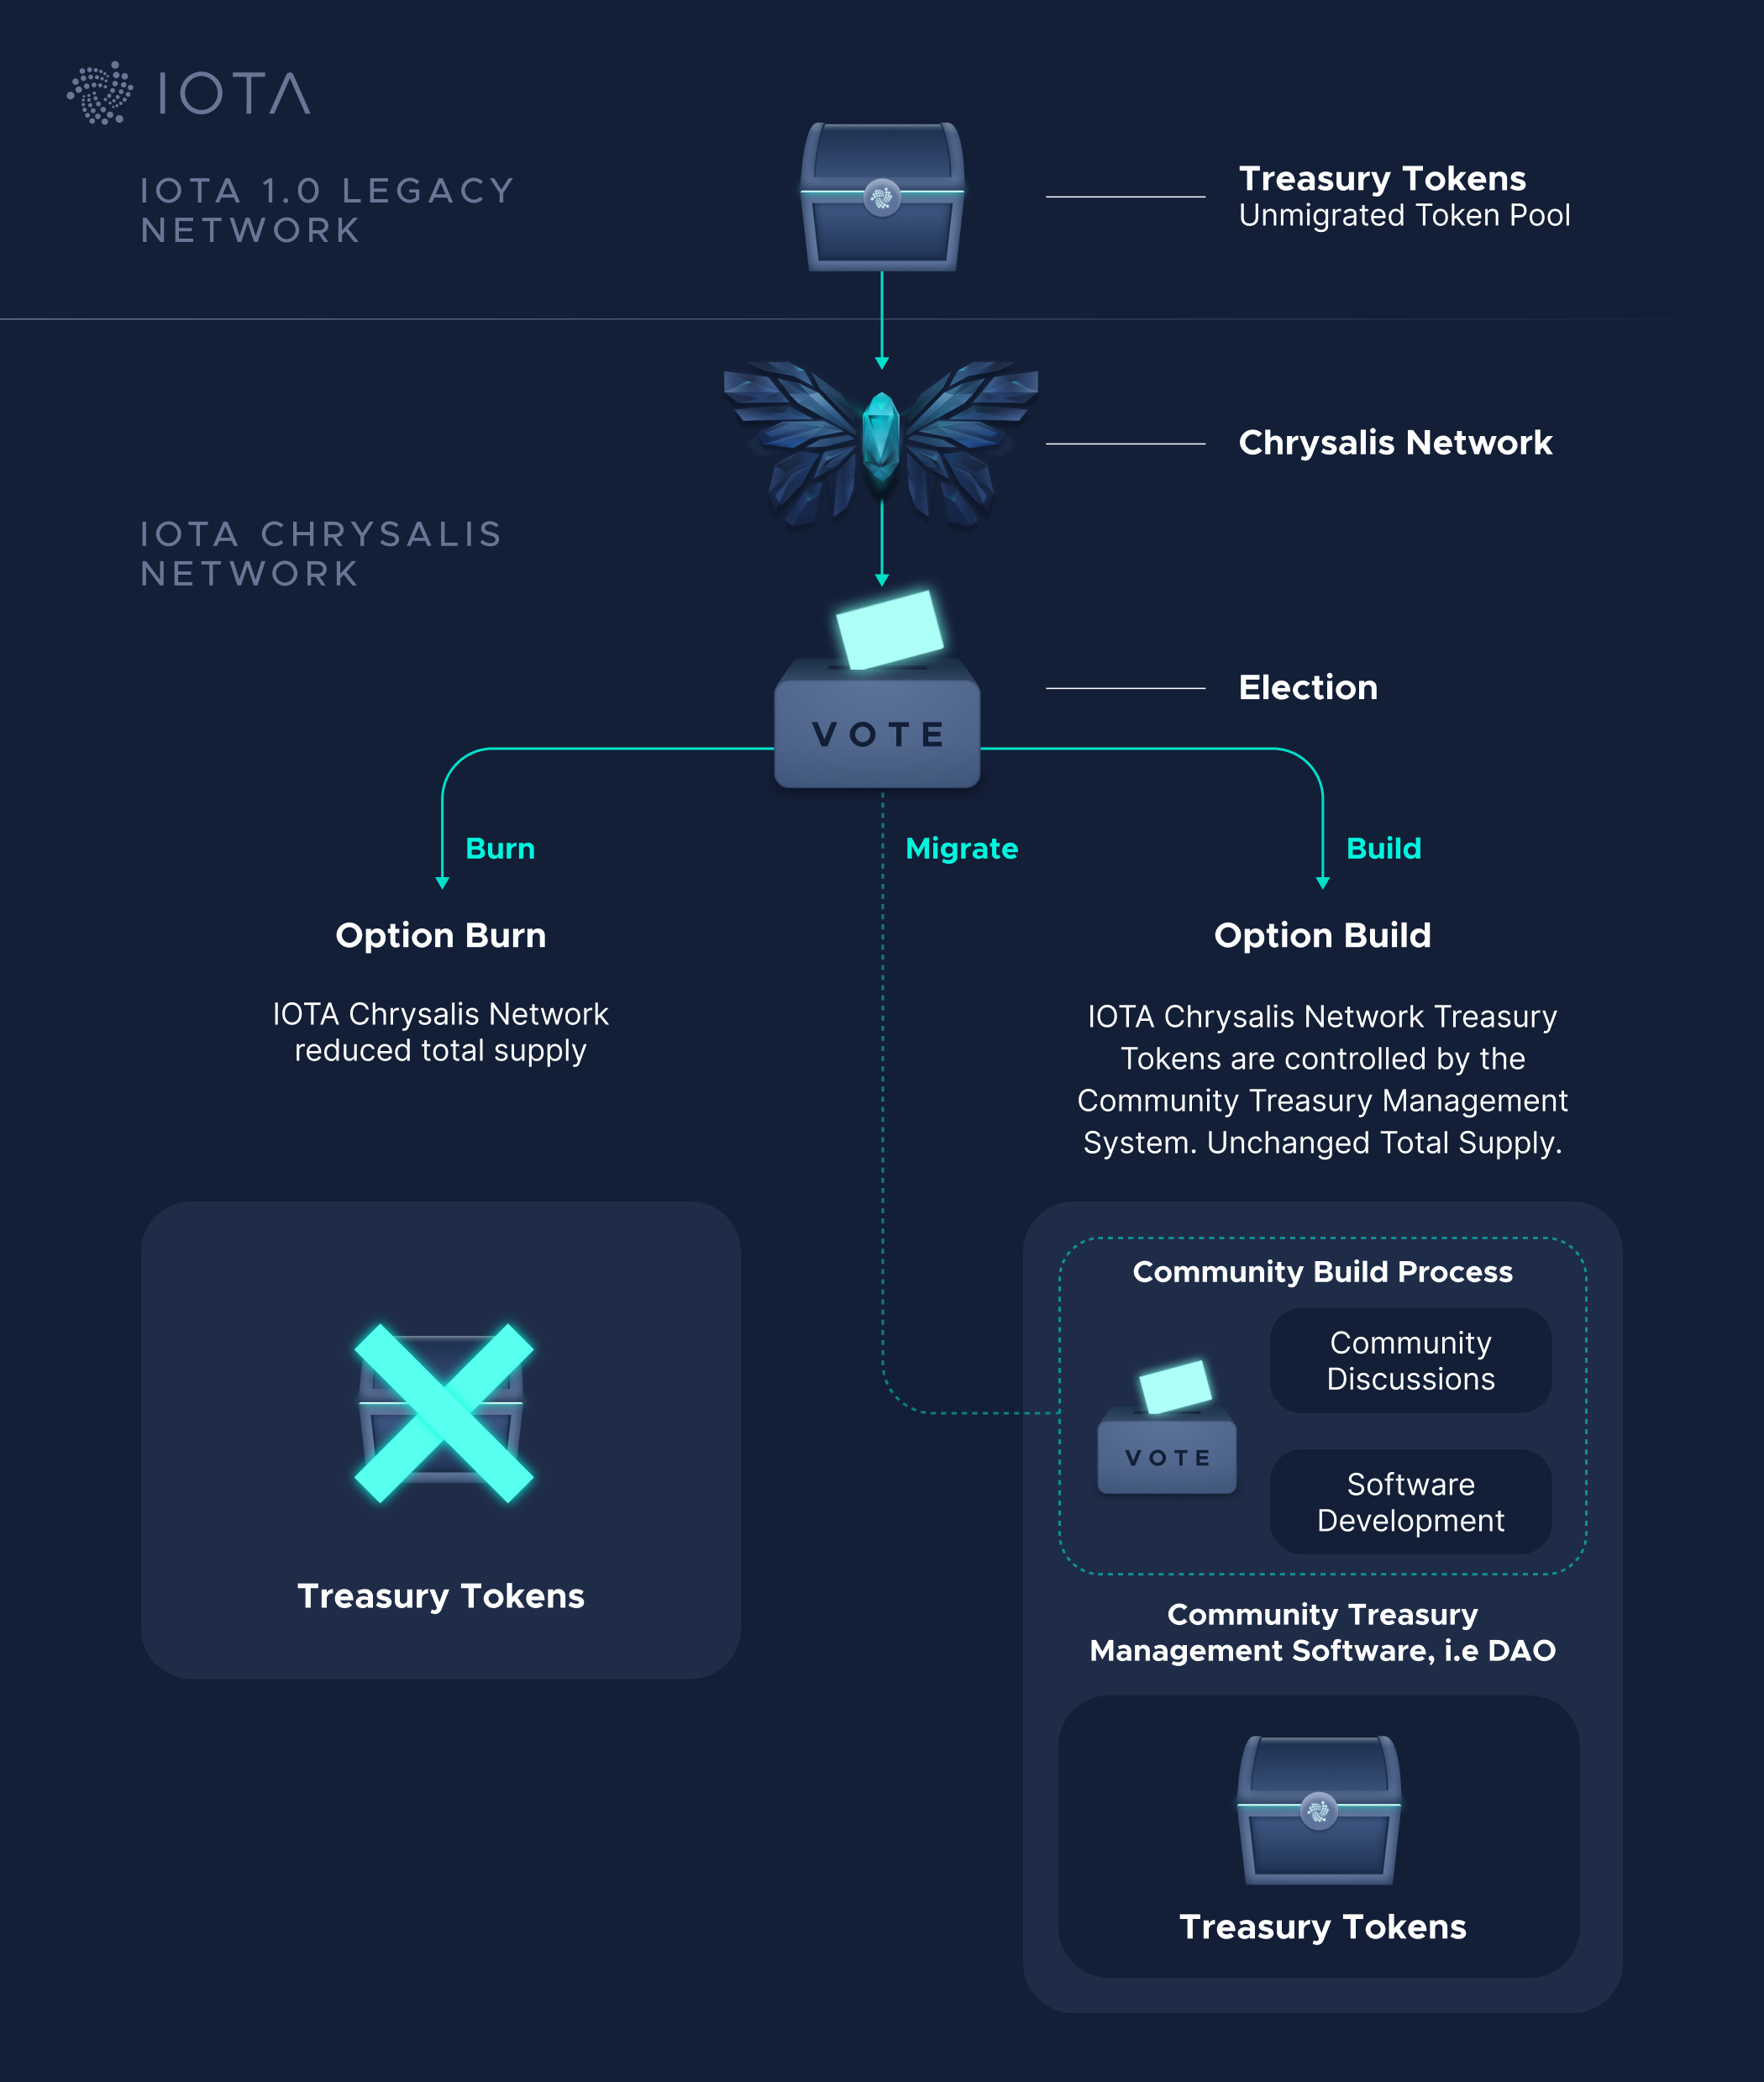 IOTA
IOTA 1.0 LEGACY
NETWORK
Treasury Tokens
Unmigrated Token Pool
Chrysalis Network
IOTA CHRYSALIS
NETWORK
Election
VOTE
Burn
Migrate
Build
Option Burn
IOTA Chrysalis Network
reduced total supply
Option Build
IOTA Chrysalis Network Treasury
Tokens are controlled by the
Community Treasury Management
System. Unchanged Total Supply.
Treasury Tokens
Community Build Process
Community
Discussions
VOTE
Software
Development
Community Treasury
Management Software, i.e DAO
Treasury Tokens